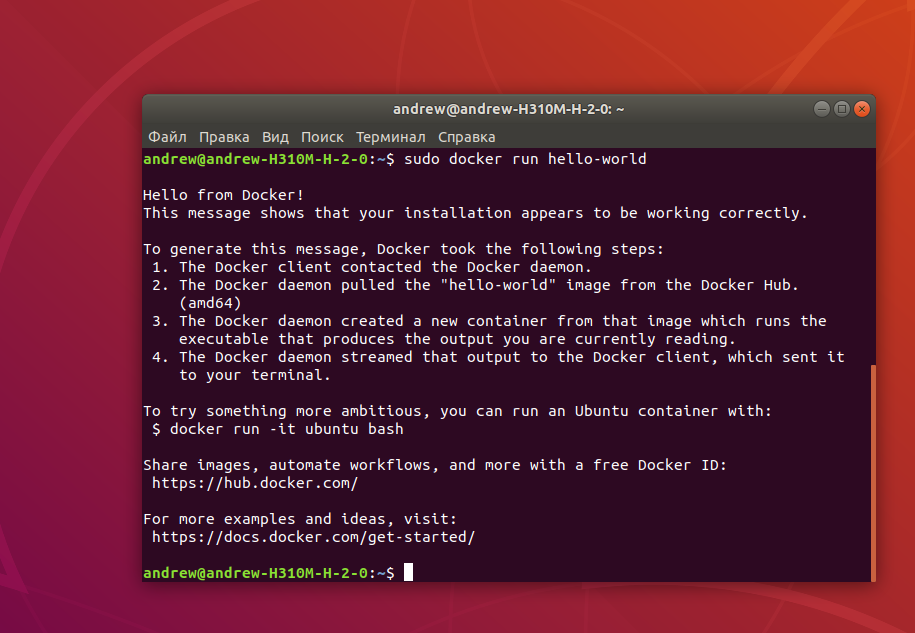 andrew@andrew-H310M-H-2-0: ~
Файл Правка Вид Поиск Терминал Справка
andrew@andrew-H310M-H-2-0:~$ sudo docker run hello-world
Hello from Docker!
This message shows that your installation appears to be working correctly.
To generate this message, Docker took the following steps:
1. The Docker client contacted the Docker daemon.
2. The Docker daemon pulled the "hello-world" image from the Docker Hub.
(amd64)
3. The Docker daemon created a new container from that image which runs the
executable that produces the output you are currently reading.
4. The Docker daemon streamed that output to the Docker client, which sent it
to your terminal.
To try something more ambitious, you can run an Ubuntu container with:
$ docker run -it ubuntu bash
Share images, automate workflows, and more with a free Docker ID:
https://hub.docker.com/
For more examples and ideas, visit:
https://docs.docker.com/get-started/
andrew@andrew-H310M-H-2-0:~$